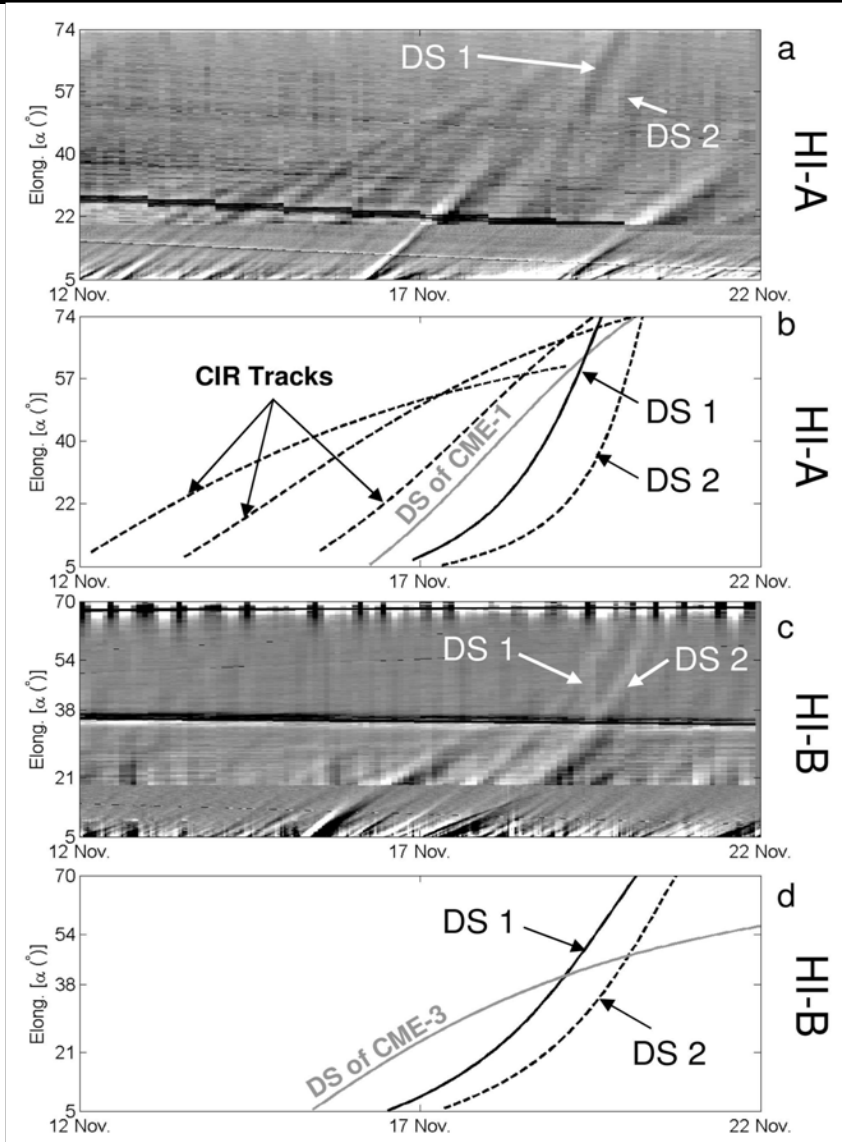 74
57
40
22
5
Elong. [α (°)]
DS 1
DS 2
a
HI-A
12 Nov.
17 Nov.
22 Nov.
74
57
40
22
5
Elong. [α (°)]
CIR Tracks
DS of CME-1
DS 1
DS 2
b
HI-A
12 Nov.
17 Nov.
22 Nov.
70
54
38
21
5
Elong. [α (°)]
DS 1
DS 2
c
HI-B
12 Nov.
17 Nov.
22 Nov.
70
54
38
21
5
Elong. [α (°)]
DS 1
DS of CME-3
DS 2
d
HI-B
12 Nov.
17 Nov.
22 Nov.